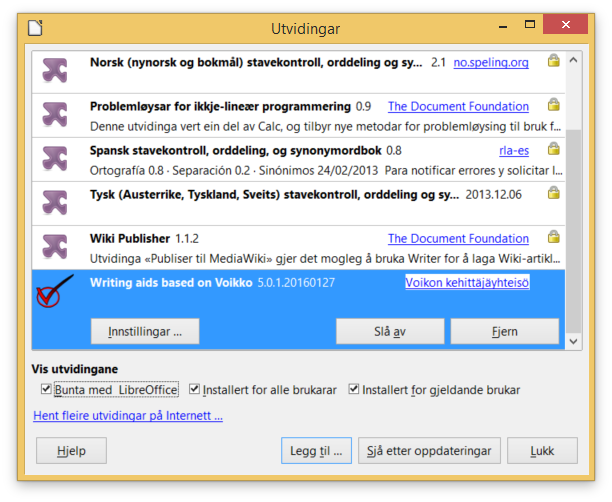 Utvidingar
Norsk (nynorsk og bokmål) stavekontroll, orddeling og sy... 2.1 no.speling.org
Problemløysar for ikkje-lineær programmering 0.9 The Document Foundation
Denne utvidinga vert ein del av Calc, og tilbyr nye metodar for problemløysing til bruk f...
Spansk stavekontroll, orddeling, og synonymordbok 0.8 rla-es
Ortografía 0.8 · Separación 0.2 · Sinónimos 24/02/2013 Para notificar errores y solicitar l...
Tysk (Austerrike, Tyskland, Sveits) stavekontroll, orddeling og sy... 2013.12.06
Wiki Publisher 1.1.2 The Document Foundation
Utvidinga «Publiser til MediaWiki» gjer det mogleg å bruka Writer for å laga Wiki-artikl...
Writing aids based on Voikko 5.0.1.20160127 Voikon kehittäjäyhteisö
Innstillingar ... Slå av Fjern
Vis utvidingane
Bunta med LibreOffice Installert for alle brukarar Installert for gjeldande brukar
Hent fleire utvidingar på Internett ...
Hjelp Legg til ... Sjå etter oppdateringar Lukk